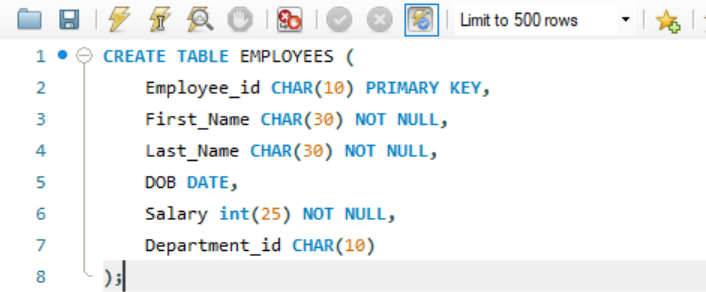 Limit to 500 rows
1 CREATE TABLE EMPLOYEES (
2 Employee_id CHAR(10) PRIMARY KEY,
3 First_Name CHAR(30) NOT NULL,
4 Last_Name CHAR(30) NOT NULL,
5 DOB DATE,
6 Salary int(25) NOT NULL,
7 Department_id CHAR(10)
8 );